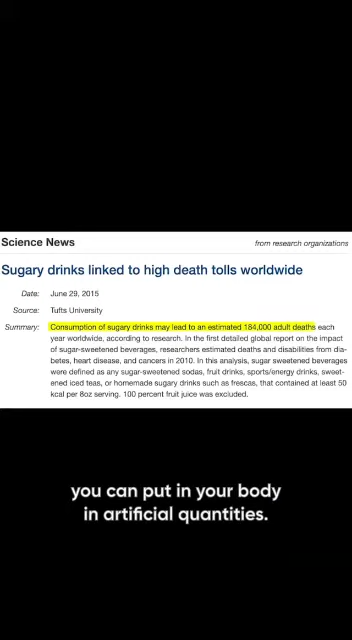 Science News
from research organizations
Sugary drinks linked to high death tolls worldwide
Date: June 29, 2015
Source: Tufts University
Summary: Consumption of sugary drinks may lead to an estimated 184,000 adult deaths each
year worldwide, according to research. In the first detailed global report on the impact
of sugar-sweetened beverages, researchers estimated deaths and disabilities from dia-
betes, heart disease, and cancers in 2010. In this analysis, sugar sweetened beverages
were defined as any sugar-sweetened sodas, fruit drinks, sports/energy drinks, sweet-
ened iced teas, or homemade sugary drinks such as frescas, that contained at least 50
kcal per 8oz serving. 100 percent fruit juice was excluded.
you can put in your body
in artificial quantities.